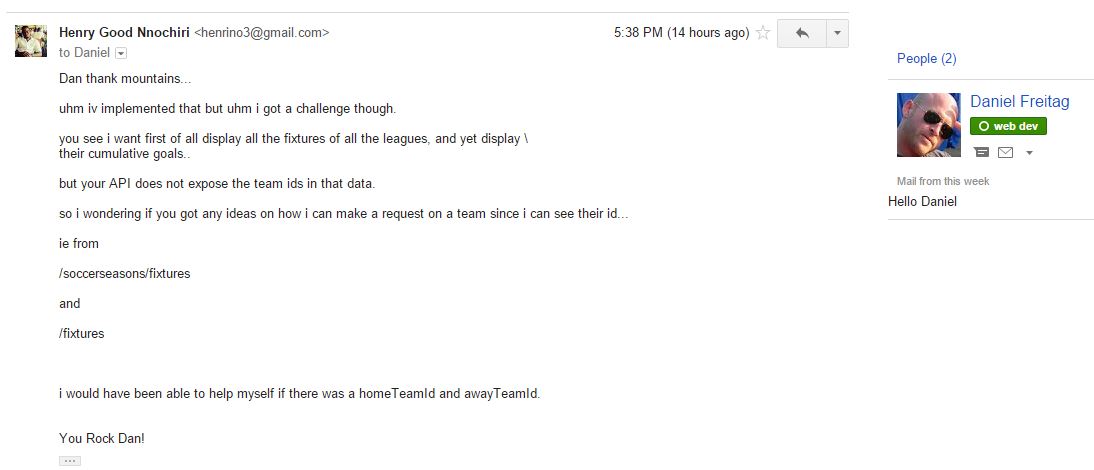 Henry Good Nnochiri <henrino3@gmail.com>
5:38 PM (14 hours ago)
to Daniel
Dan thank mountains...
uhm iv implemented that but uhm i got a challenge though.
you see i want first of all display all the fixtures of all the leagues, and yet display \
their cumulative goals..
but your API does not expose the team ids in that data.
so i wondering if you got any ideas on how i can make a request on a team since i can see their id...
ie from
/soccerseasons/fixtures
and
/fixtures
i would have been able to help myself if there was a homeTeamId and awayTeamId.
You Rock Dan!
People (2)
Daniel Freitag
web dev
Mail from this week
Hello Daniel